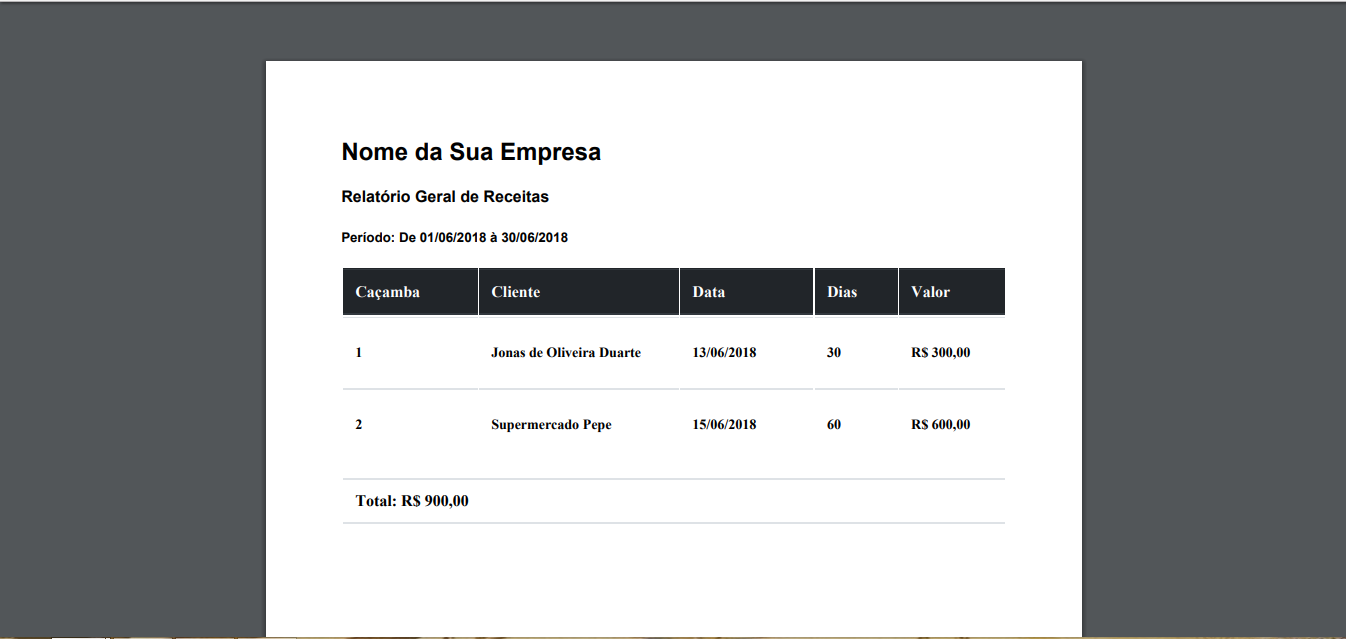 Nome da Sua Empresa
Relatório Geral de Receitas
Período: De 01/06/2018 à 30/06/2018
Caçamba Cliente Data Dias Valor
1 Jonas de Oliveira Duarte 13/06/2018 30 R$ 300,00
2 Supermercado Pepe 15/06/2018 60 R$ 600,00
Total: R$ 900,00